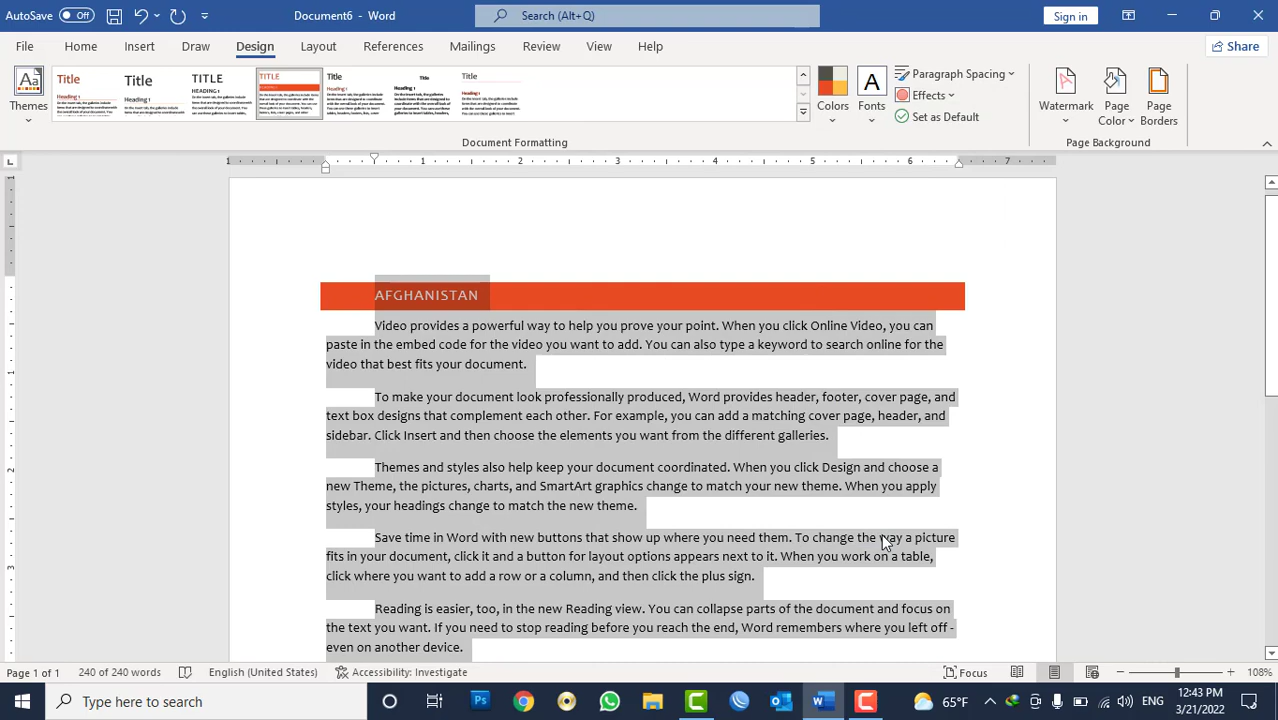 AutoSave Off Document6 - Word Search (Alt+Q) Sign in
File Home Insert Draw Design Layout References Mailings Review View Help Share
Themes
Title
Heading 1
Title
Heading 1
TITLE
HEADING 1
TITLE
Title
Heading 1
Title
Heading 1
Title
Heading 1
Colors Fonts
Paragraph Spacing
Effects
Set as Default
Watermark Page Color Page Borders
Document Formatting Page Background
1 1 2 3 4 5 6 7
AFGHANISTAN
Video provides a powerful way to help you prove your point. When you click Online Video, you can
paste in the embed code for the video you want to add. You can also type a keyword to search online for the
video that best fits your document.
To make your document look professionally produced, Word provides header, footer, cover page, and
text box designs that complement each other. For example, you can add a matching cover page, header, and
sidebar. Click Insert and then choose the elements you want from the different galleries.
Themes and styles also help keep your document coordinated. When you click Design and choose a
new Theme, the pictures, charts, and SmartArt graphics change to match your new theme. When you apply
styles, your headings change to match the new theme.
Save time in Word with new buttons that show up where you need them. To change the way a picture
fits in your document, click it and a button for layout options appears next to it. When you work on a table,
click where you want to add a row or a column, and then click the plus sign.
Reading is easier, too, in the new Reading view. You can collapse parts of the document and focus on
the text you want. If you need to stop reading before you reach the end, Word remembers where you left off -
even on another device.
Page 1 of 1 240 of 240 words English (United States) Accessibility: Investigate Focus 108%
Type here to search 65°F 12:43 PM
3/21/2022